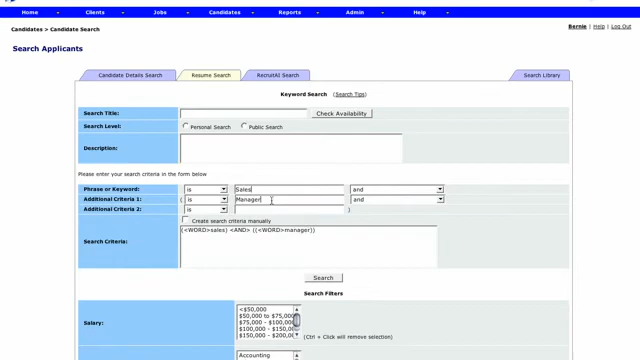 Home Clients Jobs Candidates Reports Admin Help
Bernie | Help | Log Out
Candidates > Candidate Search
Search Applicants
Candidate Details Search Resume Search RecruitAI Search Search Library
Keyword Search (Search Tips)
Search Title: Check Availability
Search Level: Personal Search Public Search
Description:
Please enter your search criteria in the form below
Phrase or Keyword: is Sales and
Additional Criteria 1: ( is Manager and
Additional Criteria 2: is )
Create search criteria manually
Search Criteria: (<WORD>sales) <AND> ((<WORD>manager))
Search
Search Filters
Salary:
<$50,000
$50,000 to $75,000
$75,000 - $100,000
$100,000 - $150,
$150,000 - $200,
(Ctrl + Click will remove selection)
Accounting